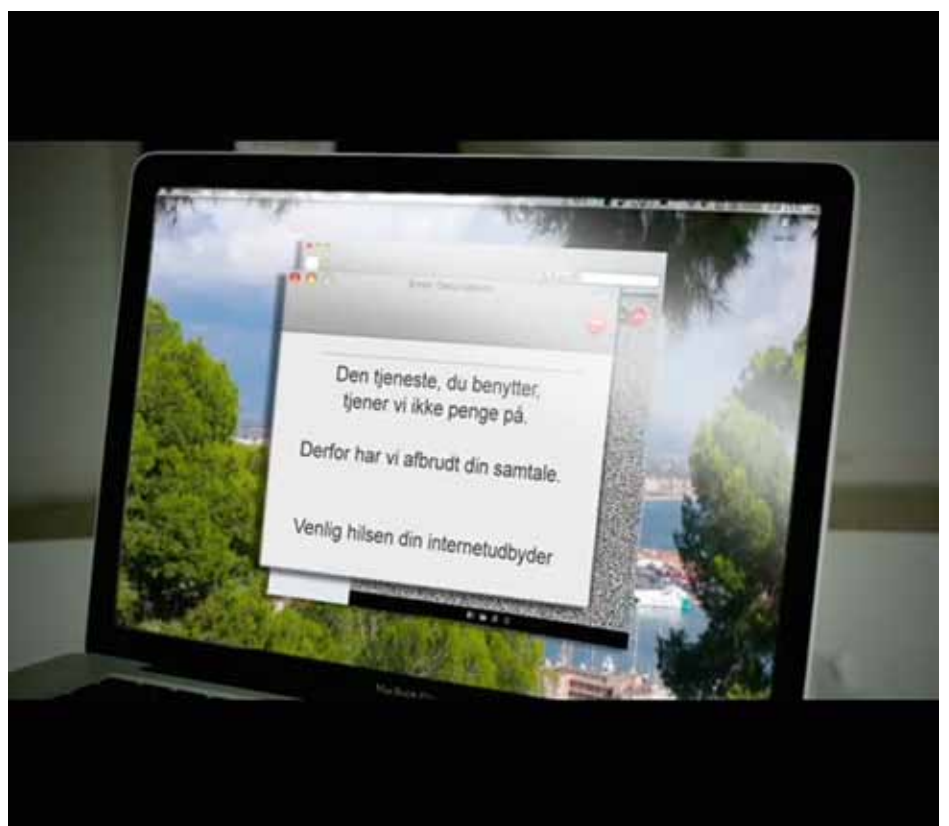 Den tjeneste, du benytter,
tjener vi ikke penge på.
Derfor har vi afbrudt din samtale.
Venlig hilsen din internetudbyder